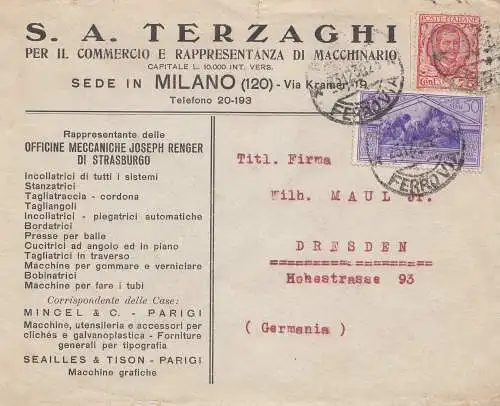 S. A. TERZAGHI
PER IL COMMERCIO E RAPPRESENTANZA DI MACCHINARIO
CAPITALE L. 10.000 INT. VERS.
SEDE IN MILANO (120) - Via Kramer, 19
Telefono 20-193
POSTE ITALIANE
FERROVIA
FERROVIA
Rappresentante delle
OFFICINE MECCANICHE JOSEPH RENGER
DI STRASBURGO
Incollatrici di tutti i sistemi
Stanzatrici
Tagliatraccia - cordona
Tagliangoli
Incollatrici - piegatrici automatiche
Bordatrici
Presse per balle
Cucitrici ad angolo ed in piano
Tagliatrici in traverso
Macchine per gommare e verniciare
Bobinatrici
Macchine per fare i tubi
Corrispondente delle Case:
MINGEL & C. - PARIGI
Macchine, utensileria e accessori per
clichés e galvanoplastica - Forniture
generali per tipografia
SEAILLES & TISON - PARIGI
Macchine grafiche
Titl. Firma
Wilh. MAUL Jr.
DRESDEN
Hohestrasse 93
(Germania)